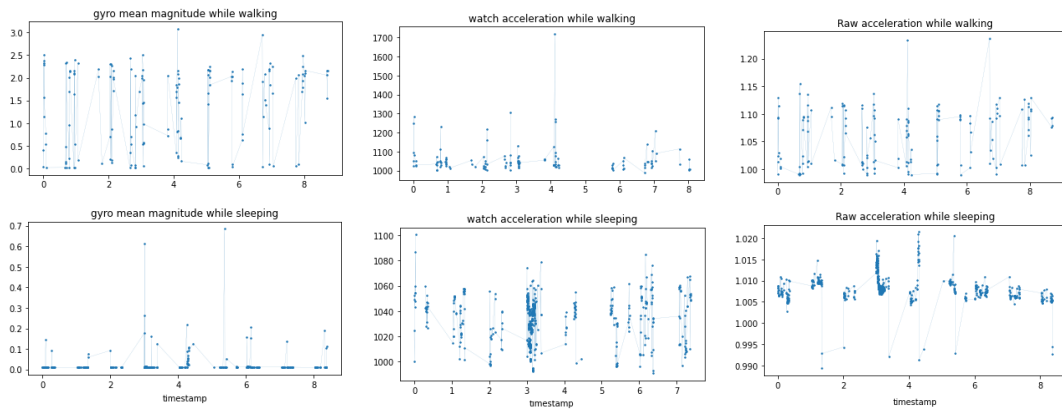 gyro mean magnitude while walking
3.0
2.5
2.0
1.5
1.0
0.5
0.0
0 2 4 6 8
watch acceleration while walking
1700
1600
1500
1400
1300
1200
1100
1000
0 1 2 3 4 5 6 7 8
Raw acceleration while walking
1.20
1.15
1.10
1.05
1.00
0 2 4 6 8
gyro mean magnitude while sleeping
0.7
0.6
0.5
0.4
0.3
0.2
0.1
0.0
0 2 4 6 8
timestamp
watch acceleration while sleeping
1100
1080
1060
1040
1020
1000
0 1 2 3 4 5 6 7
timestamp
Raw acceleration while sleeping
1.020
1.015
1.010
1.005
1.000
0.995
0.990
0 2 4 6 8
timestamp